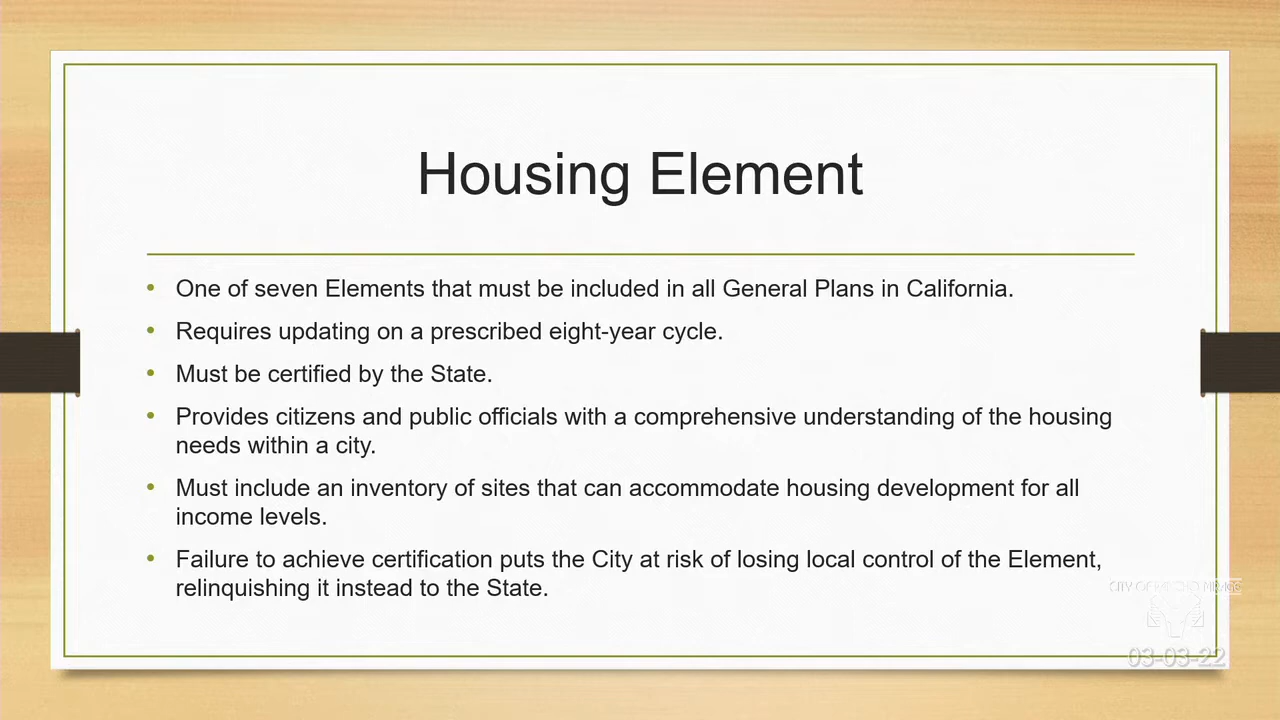 Housing Element
• One of seven Elements that must be included in all General Plans in California.
• Requires updating on a prescribed eight-year cycle.
• Must be certified by the State.
• Provides citizens and public officials with a comprehensive understanding of the housing
needs within a city.
• Must include an inventory of sites that can accommodate housing development for all
income levels.
• Failure to achieve certification puts the City at risk of losing local control of the Element,
relinquishing it instead to the State.
CITY OF MIRAGE
03-03-22